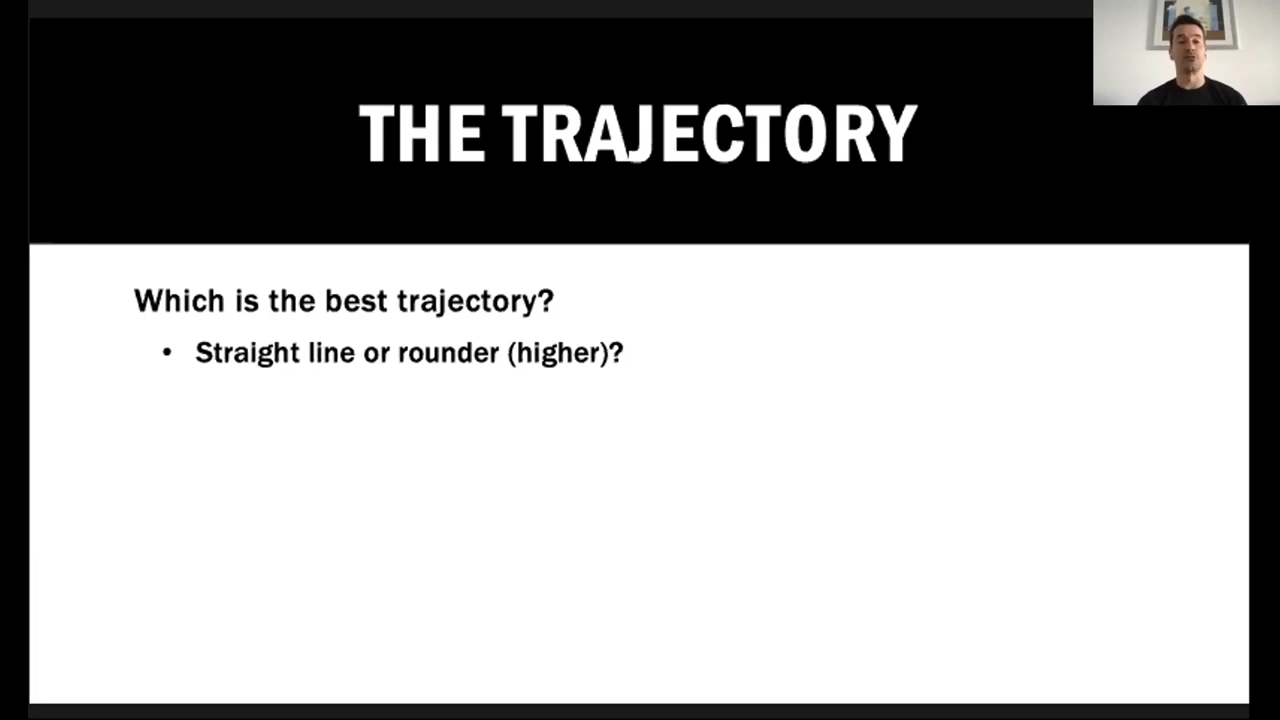 THE TRAJECTORY
Which is the best trajectory?
• Straight line or rounder (higher)?